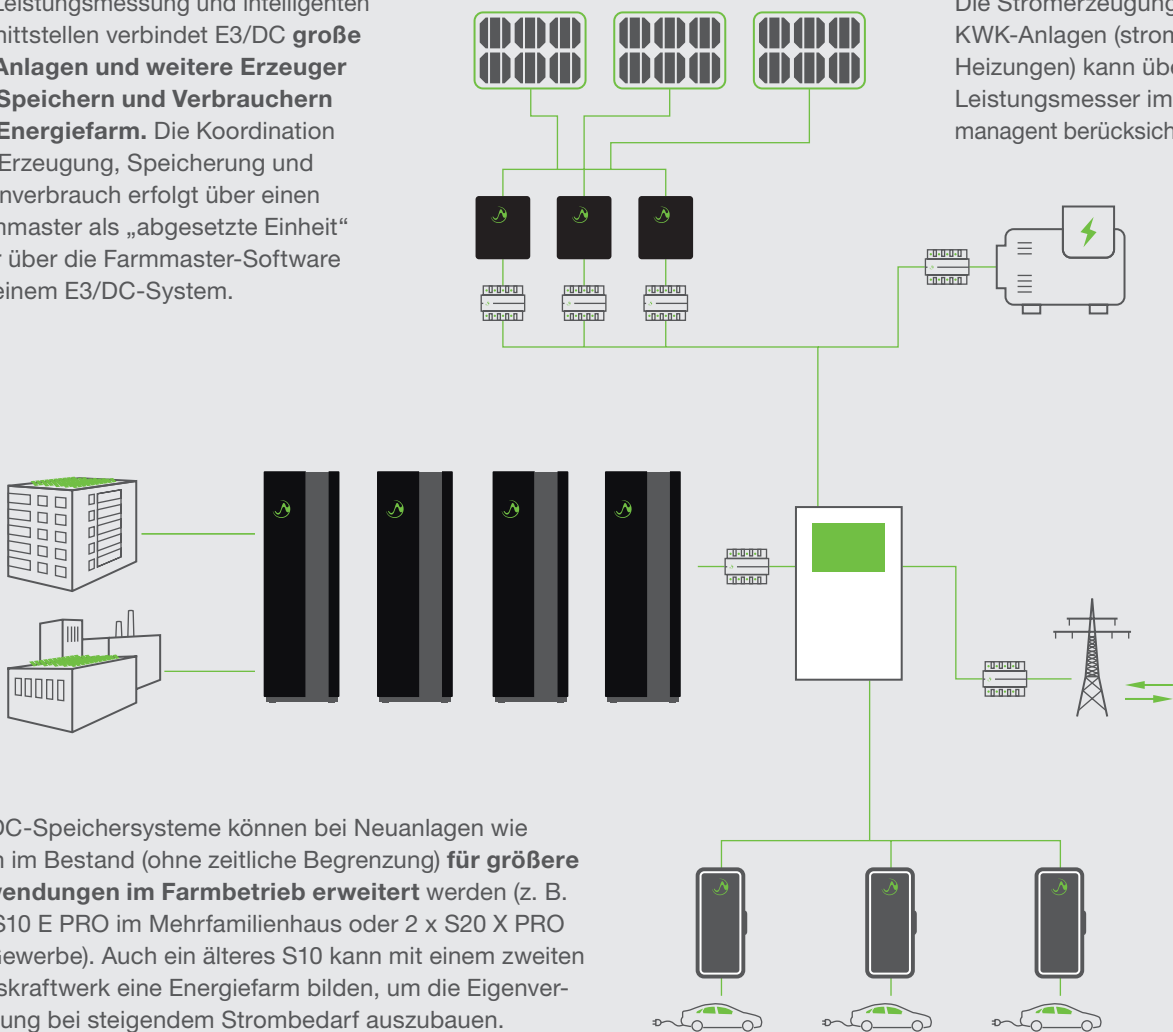 Leistungsmessung und intelligenten
nittstellen verbindet E3/DC große
Anlagen und weitere Erzeuger
Speichern und Verbrauchern
Energiefarm. Die Koordination
Erzeugung, Speicherung und
nverbrauch erfolgt über einen
nmaster als „abgesetzte Einheit“
r über die Farmmaster-Software
einem E3/DC-System.
Die Stromerzeugung
KWK-Anlagen (strom
Heizungen) kann übe
Leistungsmesser im
managent berücksich
DC-Speichersysteme können bei Neuanlagen wie
h im Bestand (ohne zeitliche Begrenzung) für größere
wendungen im Farmbetrieb erweitert werden (z. B.
S10 E PRO im Mehrfamilienhaus oder 2 x S20 X PRO
Gewerbe). Auch ein älteres S10 kann mit einem zweiten
skraftwerk eine Energiefarm bilden, um die Eigenver-
ung bei steigendem Strombedarf auszubauen.